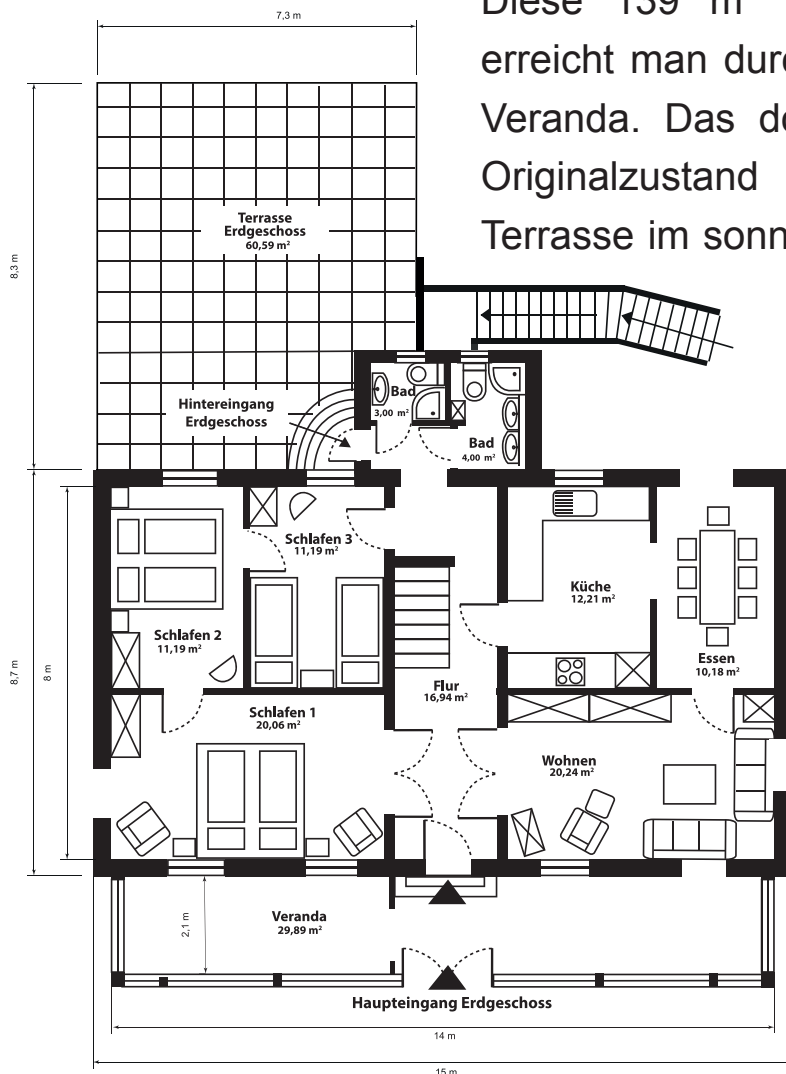 Diese 139 m
erreicht man
Veranda. Das
Originalzustand
Terrasse im
7,3 m
8,3 m
Terrasse
Erdgeschoss
60,59 m²
Hintereingang
Erdgeschoss
Bad
3,00 m²
Bad
4,00 m²
Schlafen 3
11,19 m²
Küche
12,21 m²
Schlafen 2
11,19 m²
Essen
10,18 m²
8,7 m
8 m
Flur
16,94 m²
Schlafen 1
20,06 m²
Wohnen
20,24 m²
Veranda
29,89 m²
2,1 m
Haupteingang Erdgeschoss
14 m
15 m